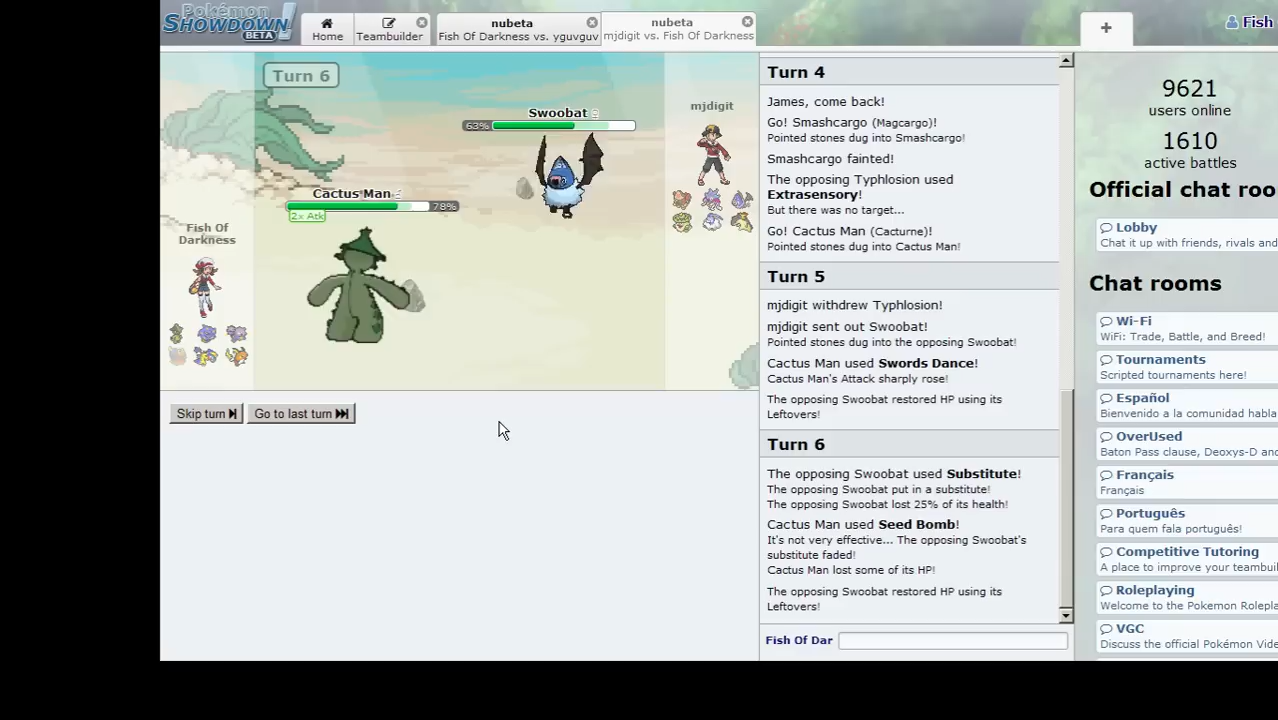 Pokémon
SHOWDOWN!
BETA
Home
Teambuilder
nubeta
Fish Of Darkness vs. yguvguv
nubeta
mjdigit vs. Fish Of Darkness
+
Fish
Turn 6
Swoobat
63%
mjdigit
Cactus Man
78%
2x Atk
Fish Of
Darkness
Skip turn
Go to last turn
Turn 4
James, come back!
Go! Smashcargo (Magcargo)!
Pointed stones dug into Smashcargo!
Smashcargo fainted!
The opposing Typhlosion used
Extrasensory!
But there was no target...
Go! Cactus Man (Cacturne)!
Pointed stones dug into Cactus Man!
Turn 5
mjdigit withdrew Typhlosion!
mjdigit sent out Swoobat!
Pointed stones dug into the opposing Swoobat!
Cactus Man used Swords Dance!
Cactus Man's Attack sharply rose!
The opposing Swoobat restored HP using its
Leftovers!
Turn 6
The opposing Swoobat used Substitute!
The opposing Swoobat put in a substitute!
The opposing Swoobat lost 25% of its health!
Cactus Man used Seed Bomb!
It's not very effective... The opposing Swoobat's
substitute faded!
Cactus Man lost some of its HP!
The opposing Swoobat restored HP using its
Leftovers!
Fish Of Dar
9621
users online
1610
active battles
Official chat roo
Lobby
Chat it up with friends, rivals and
Chat rooms
Wi-Fi
WiFi: Trade, Battle, and Breed!
Tournaments
Scripted tournaments here!
Español
Bienvenido a la comunidad habla
OverUsed
Baton Pass clause, Deoxys-D and
Français
Français
Português
Para quem fala português!
Competitive Tutoring
A place to improve your teambuil
Roleplaying
Welcome to the Pokemon Rolepla
VGC
Discuss the official Pokémon Vide